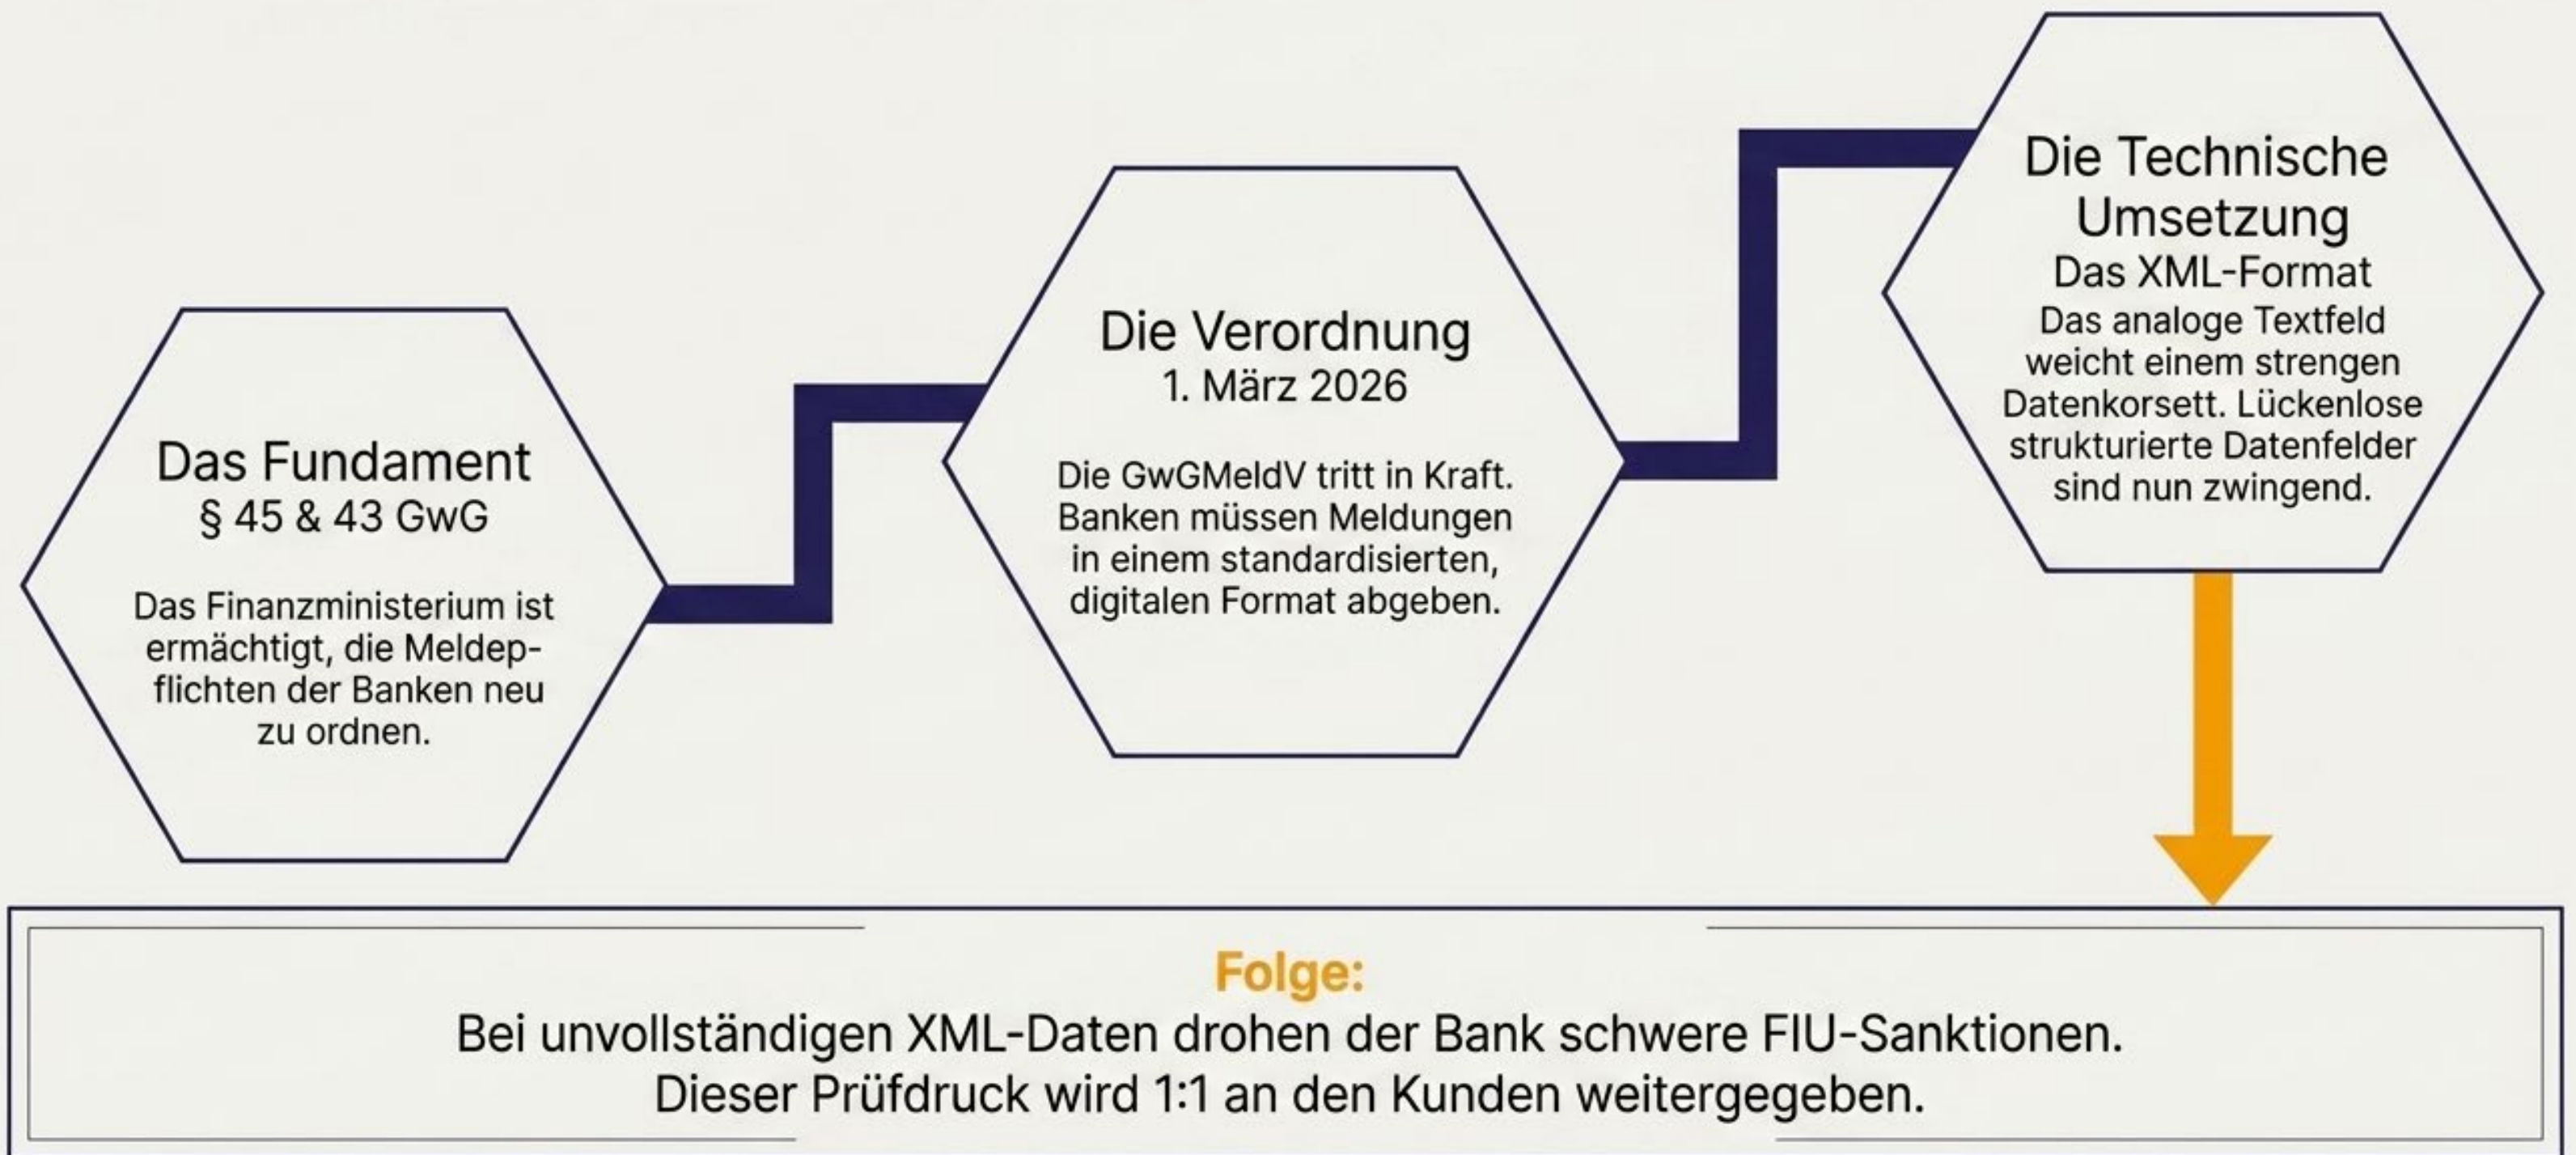 Das Fundament
§ 45 & 43 GwG
Das Finanzministerium ist
ermächtigt, die Meldep-
flichten der Banken neu
zu ordnen.
Die Verordnung
1. März 2026
Die GwGMeldV tritt in Kraft.
Banken müssen Meldungen
in einem standardisierten,
digitalen Format abgeben.
Die Technische
Umsetzung
Das XML-Format
Das analoge Textfeld
weicht einem strengen
Datenkorsett. Lückenlose
strukturierte Datenfelder
sind nun zwingend.
Folge:
Bei unvollständigen XML-Daten drohen der Bank schwere FIU-Sanktionen.
Dieser Prüfdruck wird 1:1 an den Kunden weitergegeben.